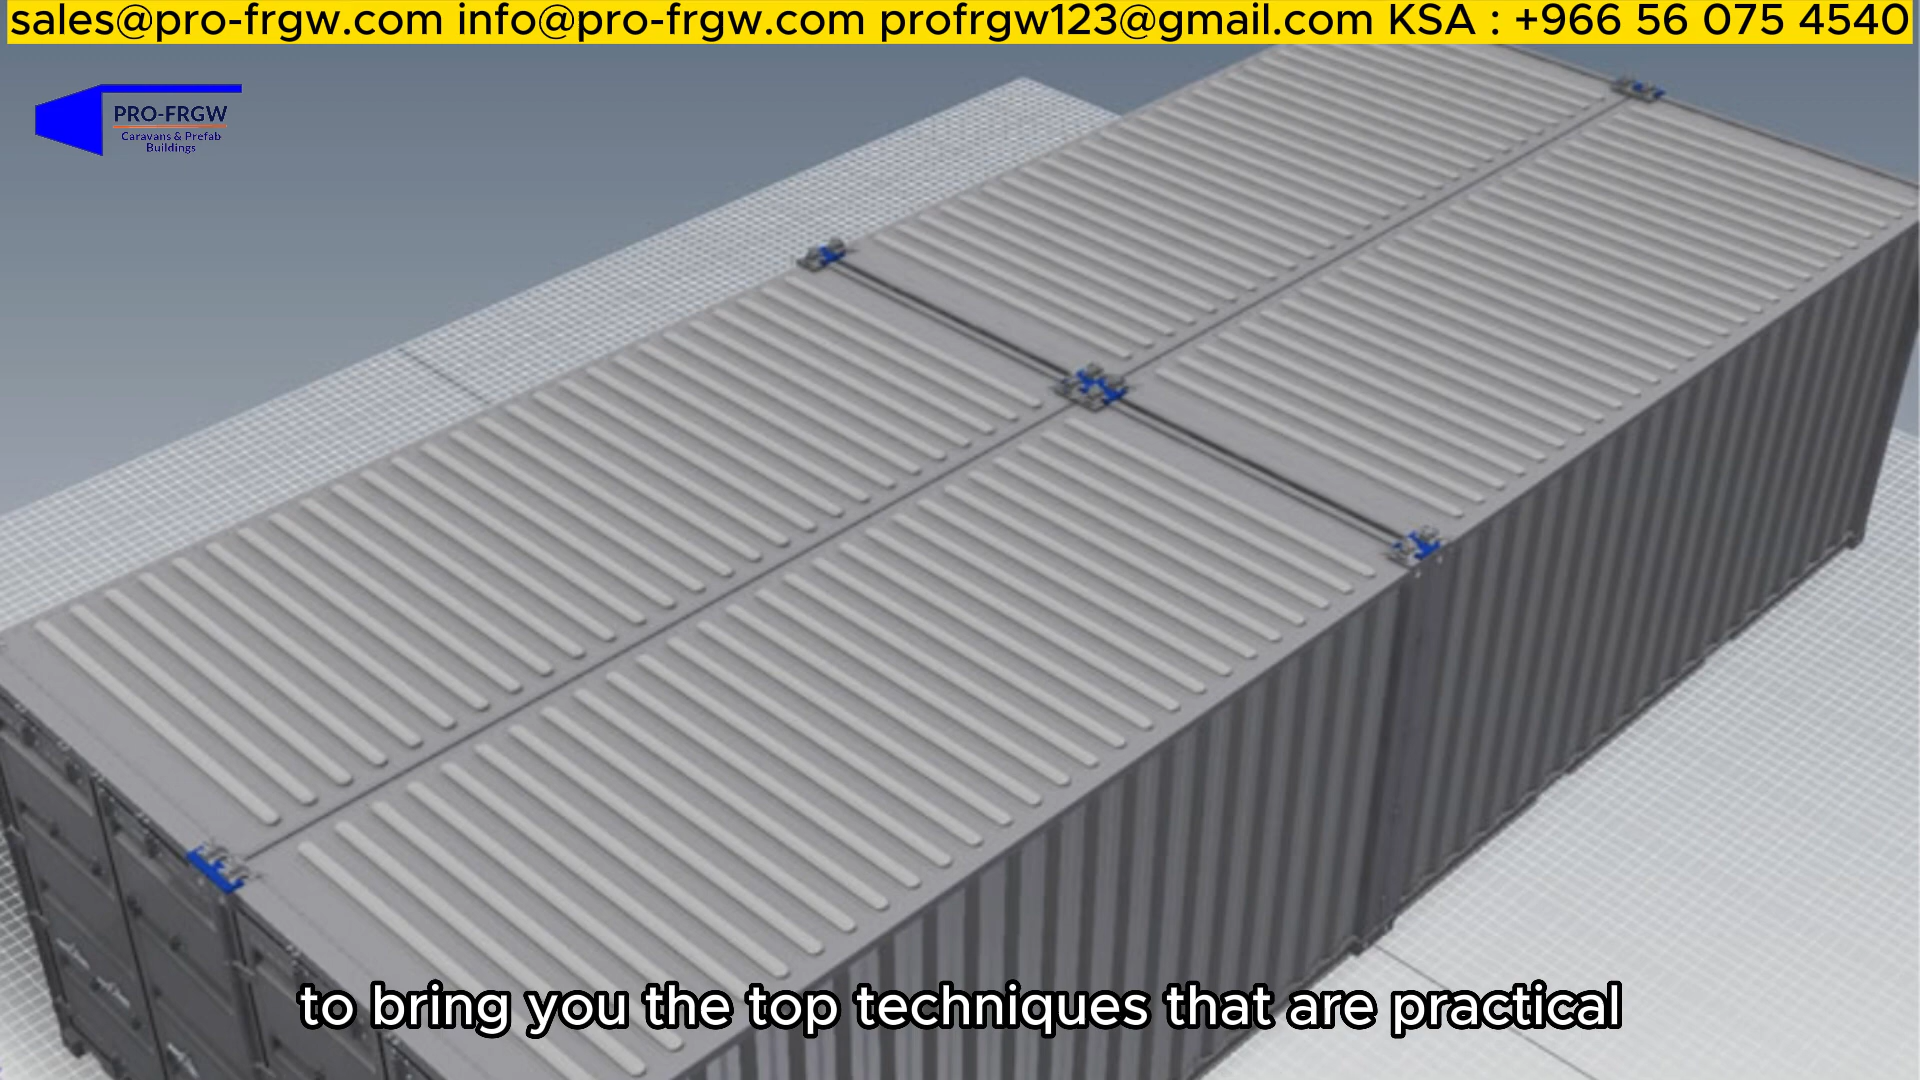 sales@pro-frgw.com info@pro-frgw.com profrgw123@gmail.com KSA : +966 56 075 4540
PRO-FRGW
Caravans & Prefab
Buildings
to bring you the top techniques that are practical